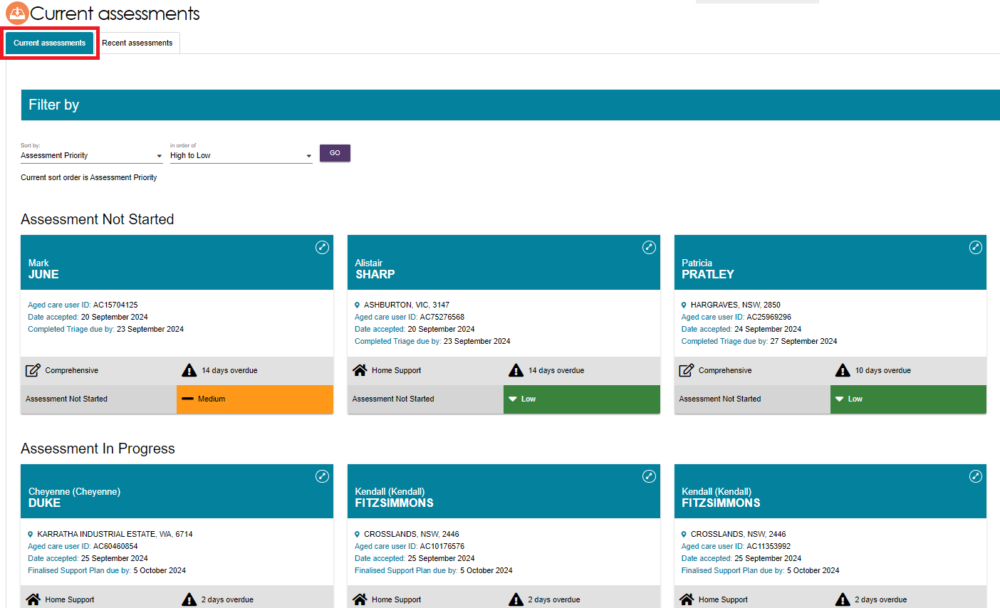 Current assessments
Current assessments
Recent assessments
Filter by
Sort by:
Assessment Priority
in order of
High to Low
GO
Current sort order is Assessment Priority
Assessment Not Started
Mark
JUNE
Aged care user ID: AC15704125
Date accepted: 20 September 2024
Completed Triage due by: 23 September 2024
Comprehensive
14 days overdue
Assessment Not Started
Medium
Alistair
SHARP
ASHBURTON, VIC, 3147
Aged care user ID: AC75276568
Date accepted: 20 September 2024
Completed Triage due by: 23 September 2024
Home Support
14 days overdue
Assessment Not Started
Low
Patricia
PRATLEY
HARGRAVES, NSW, 2850
Aged care user ID: AC25969296
Date accepted: 24 September 2024
Completed Triage due by: 27 September 2024
Comprehensive
10 days overdue
Assessment Not Started
Low
Assessment In Progress
Cheyenne (Cheyenne)
DUKE
KARRATHA INDUSTRIAL ESTATE, WA, 6714
Aged care user ID: AC60460854
Date accepted: 25 September 2024
Finalised Support Plan due by: 5 October 2024
Home Support
2 days overdue
Kendall (Kendall)
FITZSIMMONS
CROSSLANDS, NSW, 2446
Aged care user ID: AC10176576
Date accepted: 25 September 2024
Finalised Support Plan due by: 5 October 2024
Home Support
2 days overdue
Kendall (Kendall)
FITZSIMMONS
CROSSLANDS, NSW, 2446
Aged care user ID: AC11353992
Date accepted: 25 September 2024
Finalised Support Plan due by: 5 October 2024
Home Support
2 days overdue